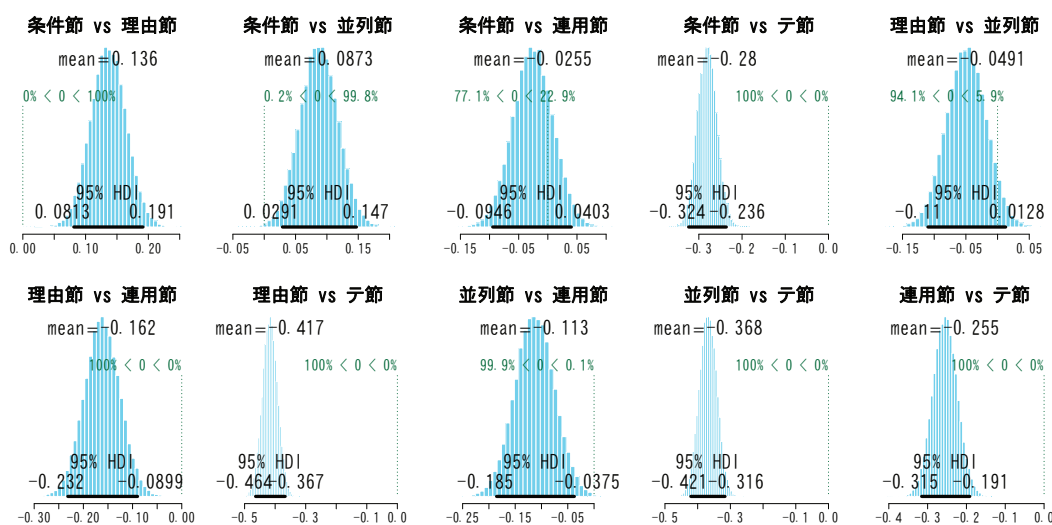 条件節 vs 理由節
mean=0.136
0% < 0 < 100%
95% HDI
0.0813 0.191
0.00 0.10 0.20
条件節 vs 並列節
mean=0.0873
0.2% < 0 < 99.8%
95% HDI
0.0291 0.147
-0.05 0.05 0.15
条件節 vs 連用節
mean=-0.0255
77.1% < 0 < 22.9%
95% HDI
-0.0946 0.0403
-0.15 -0.05 0.05
条件節 vs テ節
mean=-0.28
100% < 0 < 0%
95% HDI
-0.324 -0.236
-0.3 -0.2 -0.1 0.0
理由節 vs 並列節
mean=-0.0491
94.1% < 0 < 5.9%
95% HDI
-0.11 0.0128
-0.15 -0.05 0.05
理由節 vs 連用節
mean=-0.162
100% < 0 < 0%
95% HDI
-0.232 -0.0899
-0.30 -0.20 -0.10 0.00
理由節 vs テ節
mean=-0.417
100% < 0 < 0%
95% HDI
-0.464 -0.367
-0.5 -0.3 -0.1 0.0
並列節 vs 連用節
mean=-0.113
99.9% < 0 < 0.1%
95% HDI
-0.185 -0.0375
-0.25 -0.15 -0.05
並列節 vs テ節
mean=-0.368
100% < 0 < 0%
95% HDI
-0.421 -0.316
-0.5 -0.3 -0.1 0.0
連用節 vs テ節
mean=-0.255
100% < 0 < 0%
95% HDI
-0.315 -0.191
-0.4 -0.3 -0.2 -0.1 0.0